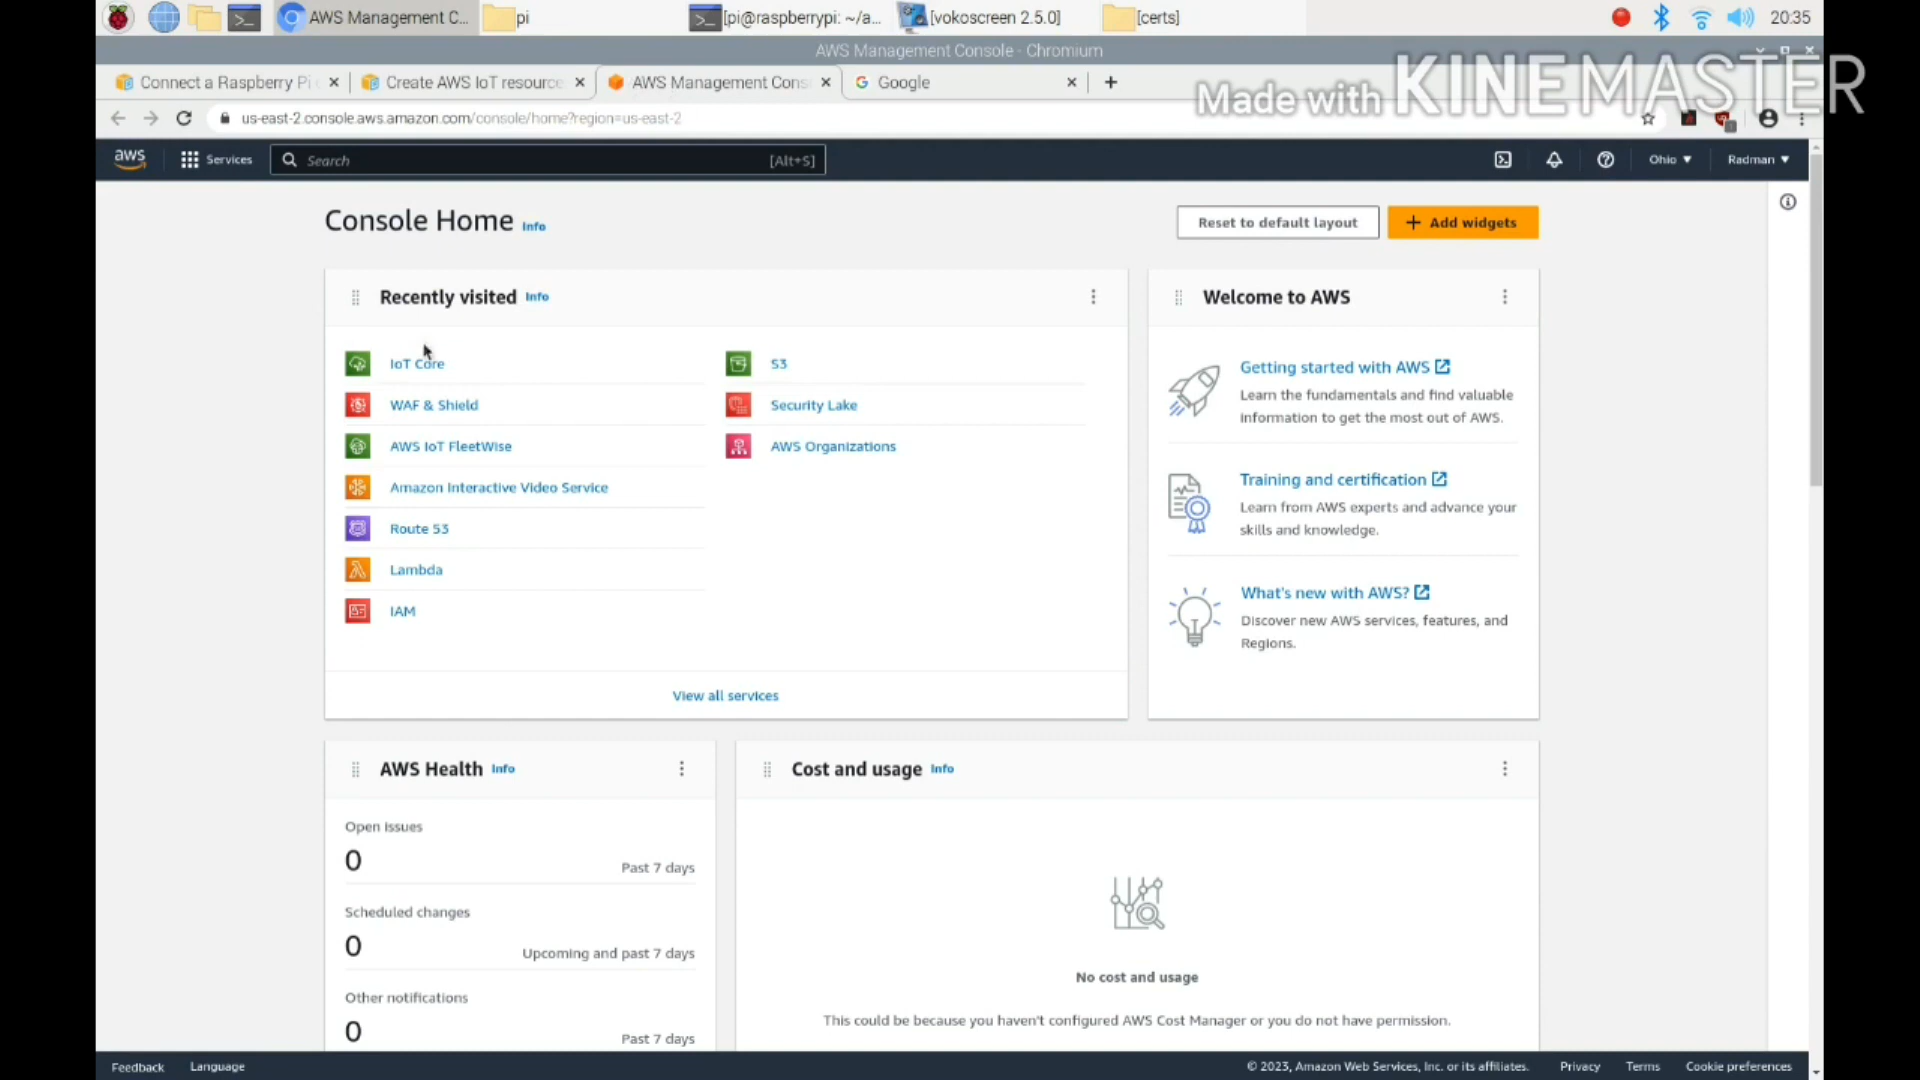 AWS Management C...
pi
[pi@raspberrypi: ~/a...
[vokoscreen 2.5.0]
[certs]
20:35
AWS Management Console - Chromium
Connect a Raspberry Pi
Create AWS IoT resource
AWS Management Cons
Google
Made with KINEMASTER
us-east-2.console.aws.amazon.com/console/home?region=us-east-2
aws
Services
Search
[Alt+S]
Ohio
Radman
Console Home Info
Reset to default layout
+ Add widgets
Recently visited Info
IoT Core
WAF & Shield
AWS IoT FleetWise
Amazon Interactive Video Service
Route 53
Lambda
IAM
S3
Security Lake
AWS Organizations
View all services
Welcome to AWS
Getting started with AWS
Learn the fundamentals and find valuable
information to get the most out of AWS.
Training and certification
Learn from AWS experts and advance your
skills and knowledge.
What's new with AWS?
Discover new AWS services, features, and
Regions.
AWS Health Info
Open issues
0
Past 7 days
Scheduled changes
0
Upcoming and past 7 days
Other notifications
0
Past 7 days
Cost and usage Info
No cost and usage
This could be because you haven't configured AWS Cost Manager or you do not have permission.
Feedback
Language
© 2023, Amazon Web Services, Inc. or its affiliates.
Privacy
Terms
Cookie preferences